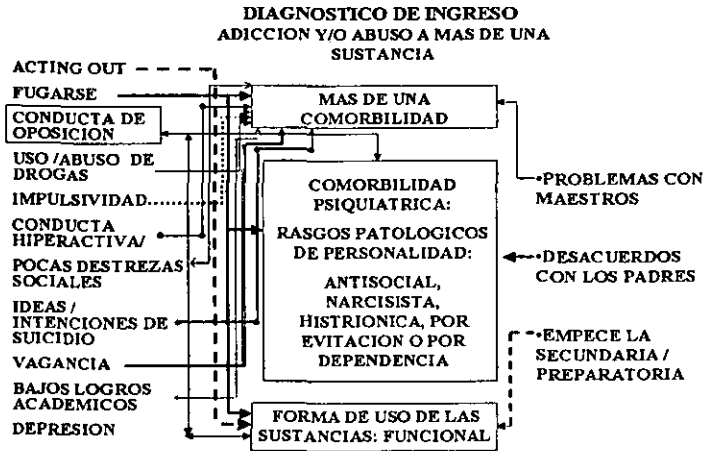 DIAGNOSTICO DE INGRESO
ADICCION Y/O ABUSO A MAS DE UNA
SUSTANCIA
ACTING OUT
FUGARSE
CONDUCTA DE
OPOSICION
USO /ABUSO DE
DROGAS
IMPULSIVIDAD
CONDUCTA
HIPERACTIVA/
POCAS DESTREZAS
SOCIALES
IDEAS /
INTENCIONES DE
SUICIDIO
VAGANCIA
BAJOS LOGROS
ACADEMICOS
DEPRESION
MAS DE UNA
COMORBILIDAD
COMORBILIDAD
PSIQUIATRICA:
RASGOS PATOLOGICOS
DE PERSONALIDAD:
ANTISOCIAL,
NARCISISTA,
HISTRIONICA, POR
EVITACION O POR
DEPENDENCIA
FORMA DE USO DE LAS
SUSTANCIAS: FUNCIONAL
•PROBLEMAS CON
MAESTROS
•DESACUERDOS
CON LOS PADRES
•EMPECE LA
SECUNDARIA /
PREPARATORIA